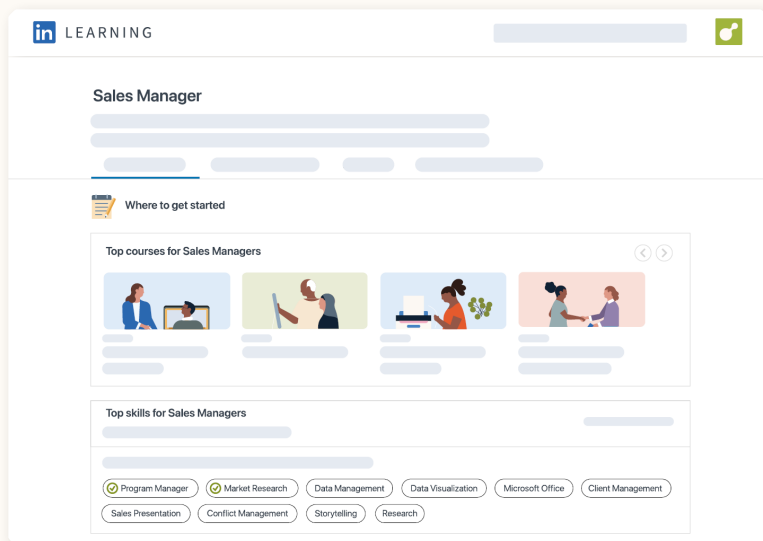 in LEARNING
Sales Manager
Where to get started
Top courses for Sales Managers
Top skills for Sales Managers
Program Manager Market Research Data Management Data Visualization Microsoft Office Client Management
Sales Presentation Conflict Management Storytelling Research